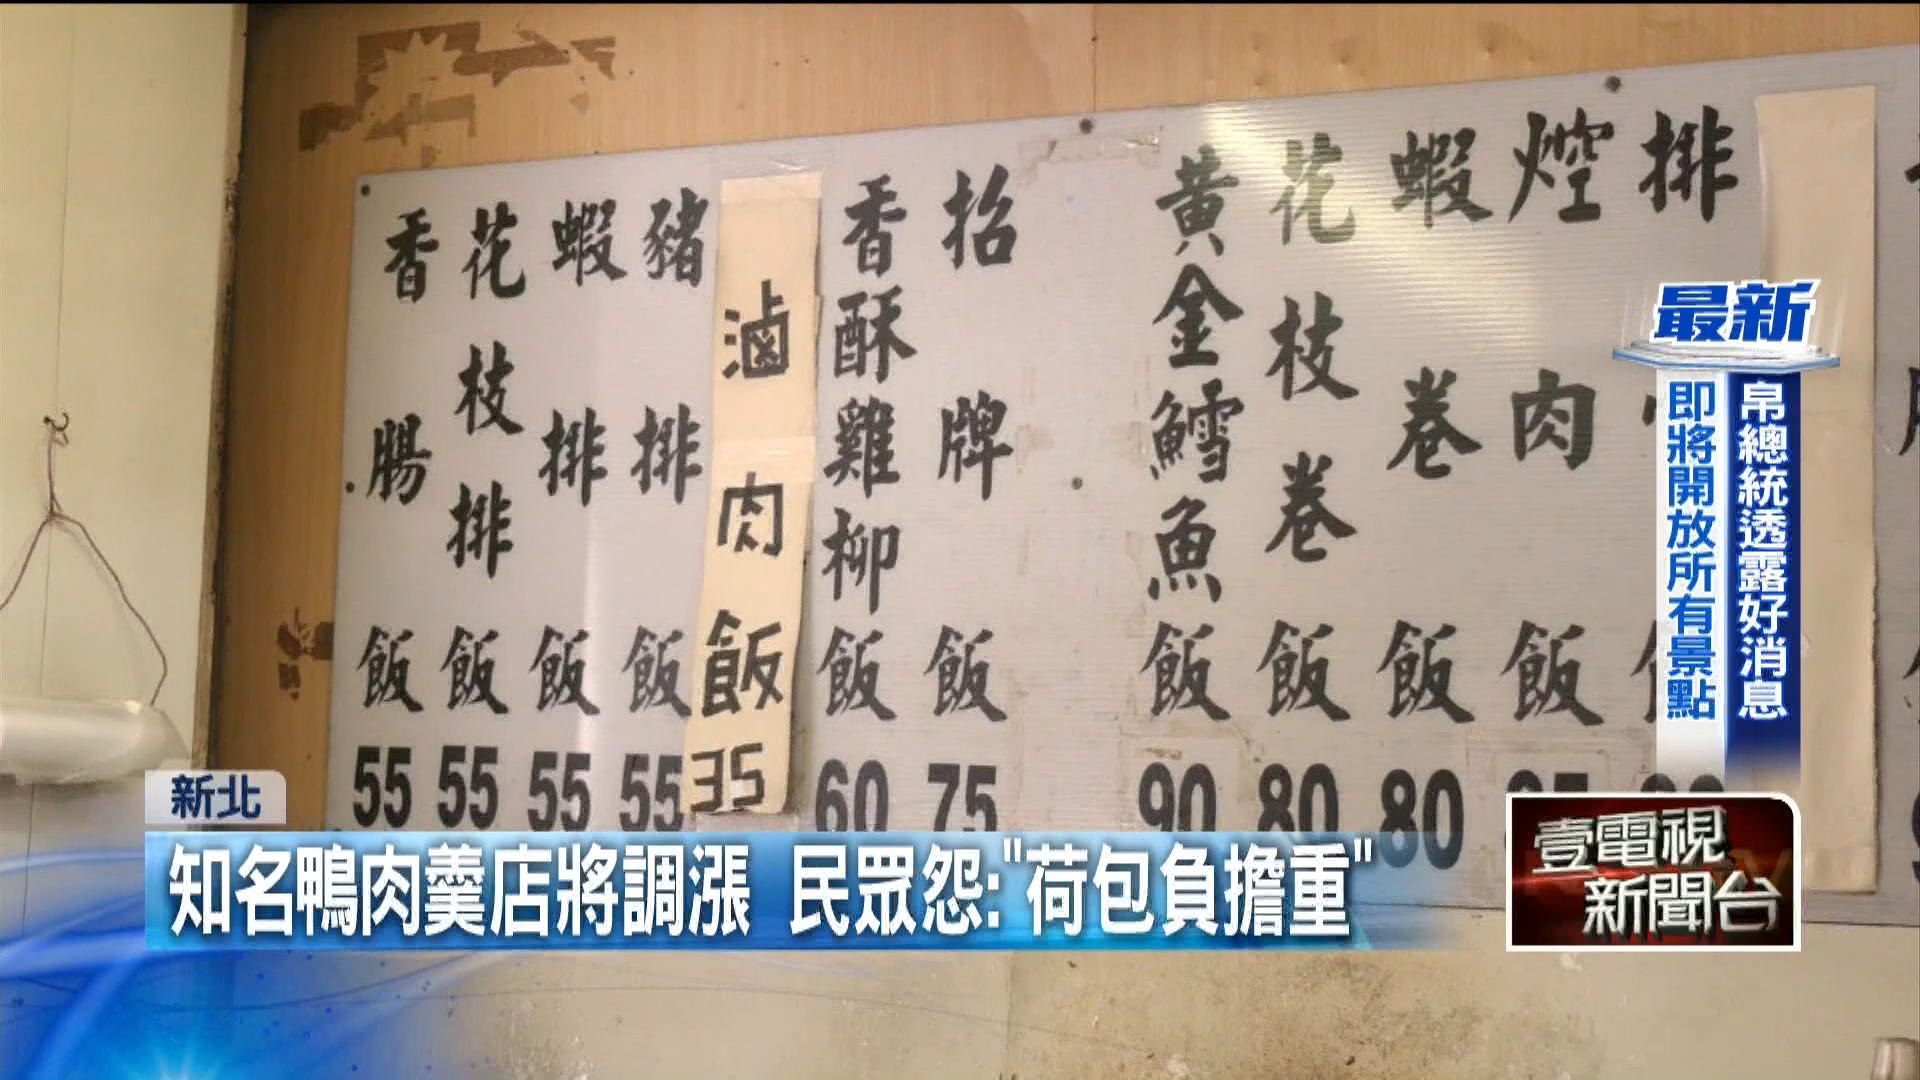 招牌飯 75
香酥雞柳飯 60
滷肉飯 35
豬排飯 55
蝦排飯 55
花枝排飯 55
香腸飯 55
排
焢肉飯
蝦卷飯 80
花枝卷飯 80
黃金鱈魚飯 90
最新
帛總統透露好消息
即將開放所有景點
新北
知名鴨肉羹店將調漲 民眾怨:"荷包負擔重"
壹電視
新聞台